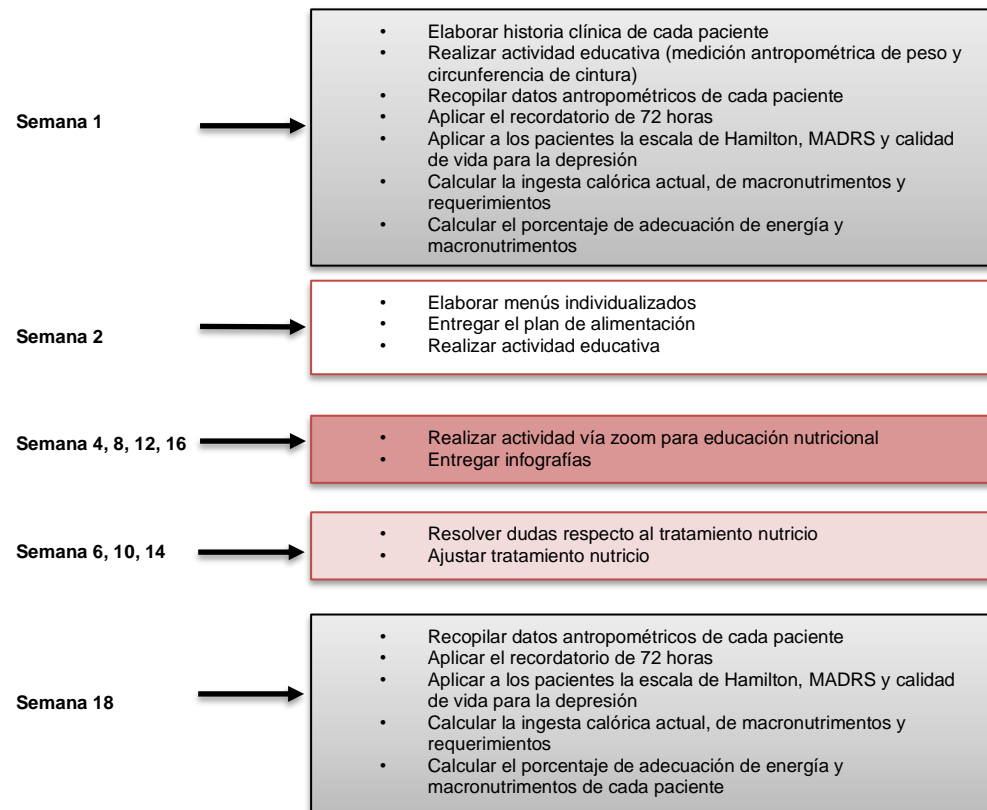 Semana 1
• Elaborar historia clínica de cada paciente
• Realizar actividad educativa (medición antropométrica de peso y
circunferencia de cintura)
• Recopilar datos antropométricos de cada paciente
• Aplicar el recordatorio de 72 horas
• Aplicar a los pacientes la escala de Hamilton, MADRS y calidad
de vida para la depresión
• Calcular la ingesta calórica actual, de macronutrimentos y
requerimientos
• Calcular el porcentaje de adecuación de energía y
macronutrimentos
Semana 2
• Elaborar menús individualizados
• Entregar el plan de alimentación
• Realizar actividad educativa
Semana 4, 8, 12, 16
• Realizar actividad vía zoom para educación nutricional
• Entregar infografías
Semana 6, 10, 14
• Resolver dudas respecto al tratamiento nutricio
• Ajustar tratamiento nutricio
Semana 18
• Recopilar datos antropométricos de cada paciente
• Aplicar el recordatorio de 72 horas
• Aplicar a los pacientes la escala de Hamilton, MADRS y calidad
de vida para la depresión
• Calcular la ingesta calórica actual, de macronutrimentos y
requerimientos
• Calcular el porcentaje de adecuación de energía y
macronutrimentos de cada paciente